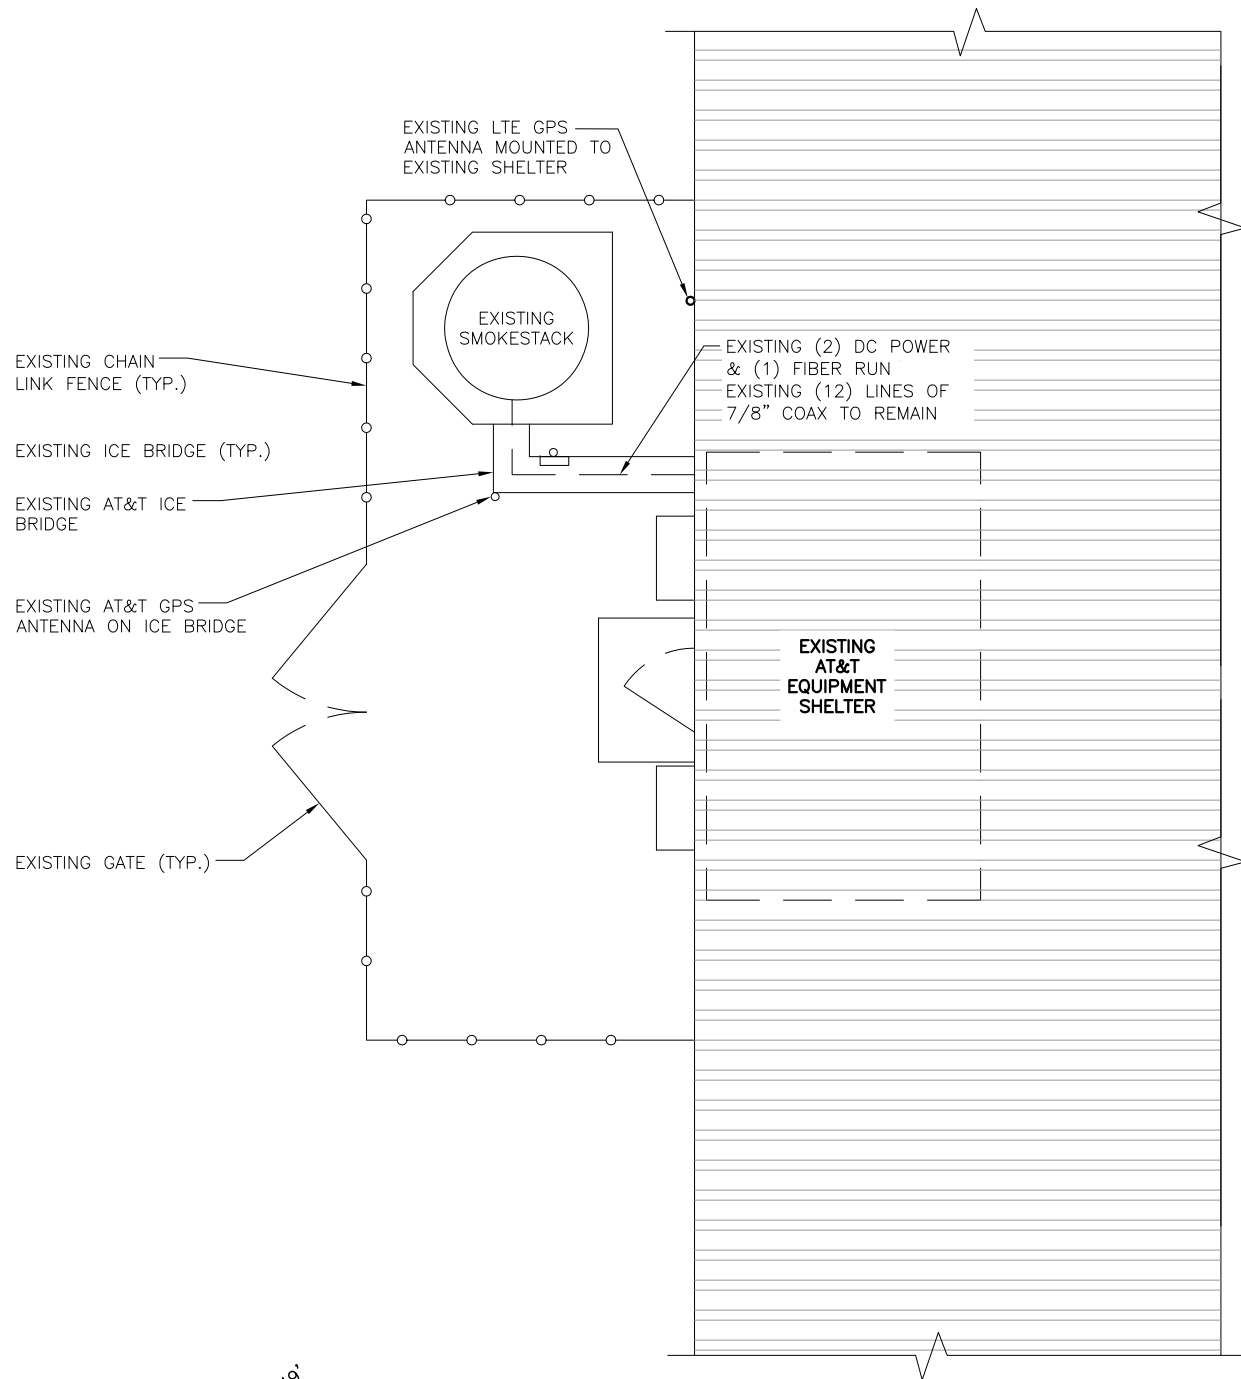 EXISTING LTE GPS
ANTENNA MOUNTED TO
EXISTING SHELTER
EXISTING
SMOKESTACK
EXISTING (2) DC POWER
& (1) FIBER RUN
EXISTING (12) LINES OF
7/8" COAX TO REMAIN
EXISTING CHAIN
LINK FENCE (TYP.)
EXISTING ICE BRIDGE (TYP.)
EXISTING AT&T ICE
BRIDGE
EXISTING AT&T GPS
ANTENNA ON ICE BRIDGE
EXISTING
AT&T
EQUIPMENT
SHELTER
EXISTING GATE (TYP.)